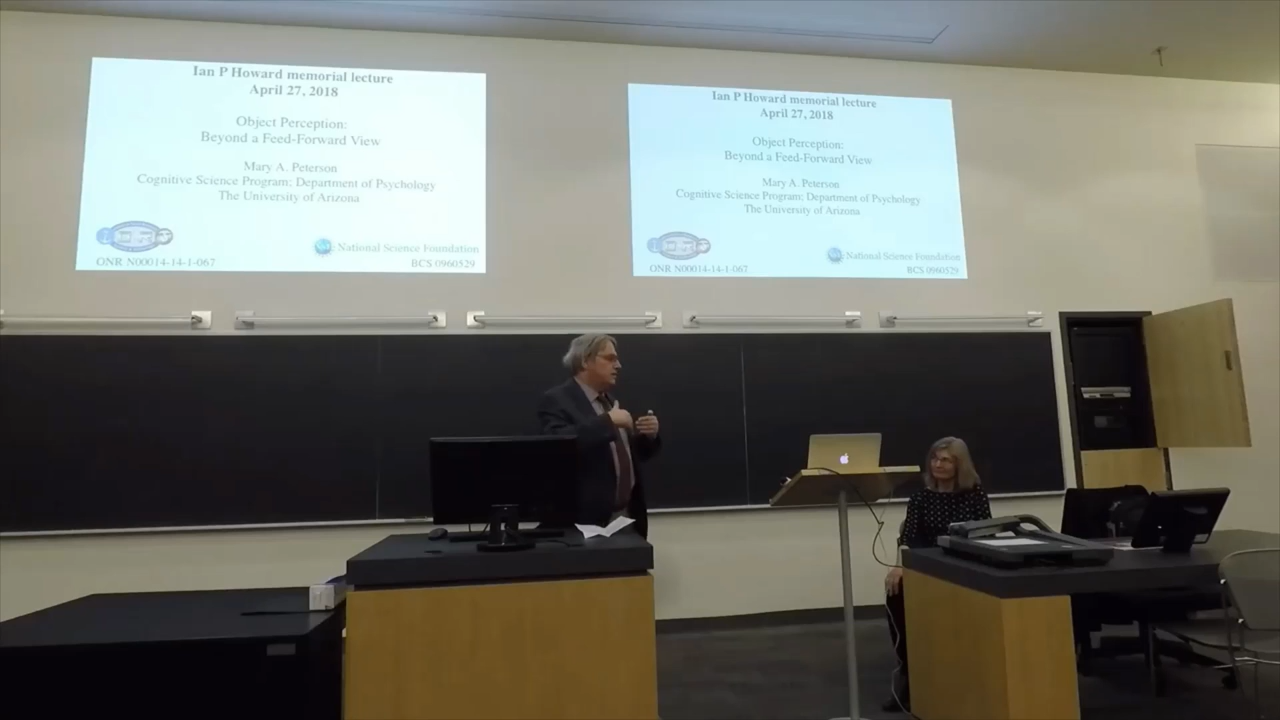 Ian P Howard memorial lecture
April 27, 2018
Object Perception:
Beyond a Feed-Forward View
Mary A. Peterson
Cognitive Science Program; Department of Psychology
The University of Arizona
National Science Foundation
ONR N00014-14-1-067
BCS 0960529
Ian P Howard memorial lecture
April 27, 2018
Object Perception:
Beyond a Feed-Forward View
Mary A. Peterson
Cognitive Science Program; Department of Psychology
The University of Arizona
National Science Foundation
ONR N00014-14-1-067
BCS 0960529